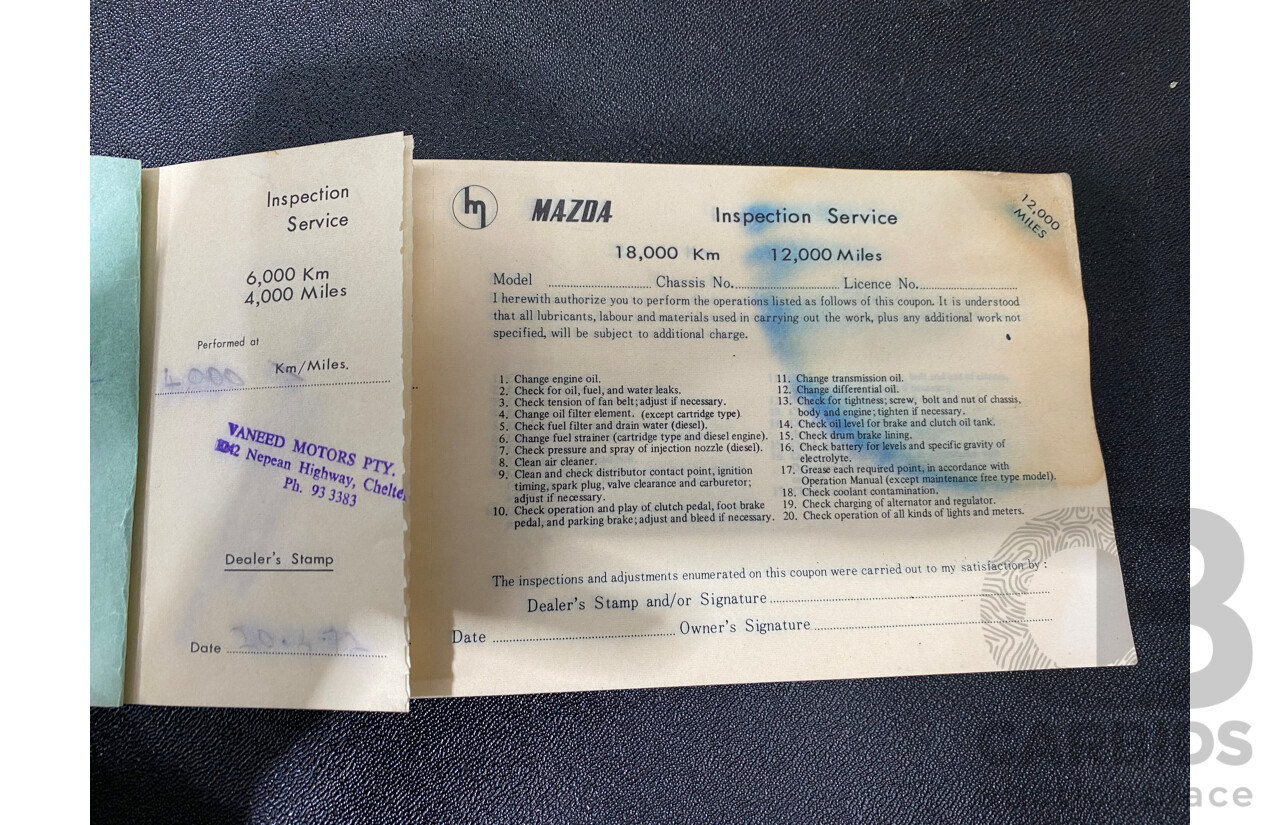 Inspection
Service
6,000 Km
4,000 Miles
Performed at
Km/Miles.
VANEED MOTORS PTY.
Nepean Highway,
Ph. 93 3383
Dealer's Stamp
Date
MAZDA Inspection Service
12,000
MILES
18,000 Km 12,000 Miles
Model Chassis No. Licence No.
I herewith authorize you to perform the operations listed as follows of this coupon. It is understood
that all lubricants, labour and materials used in carrying out the work, plus any additional work not
specified, will be subject to additional charge.
1. Change engine oil.
2. Check for oil, fuel, and water leaks.
3. Check tension of fan belt; adjust if necessary.
4. Change oil filter element. (except cartridge type)
5. Check fuel filter and drain water (diesel).
6. Change fuel strainer (cartridge type and diesel engine).
7. Check pressure and spray of injection nozzle (diesel).
8. Clean air cleaner.
9. Clean and check distributor contact point, ignition
timing, spark plug, valve clearance and carburetor;
adjust if necessary.
10. Check operation and play of clutch pedal, foot brake
pedal, and parking brake; adjust and bleed if necessary.
11. Change transmission oil.
12. Change differential oil.
13. Check for tightness; screw, bolt and nut of chassis,
body and engine; tighten if necessary.
14. Check oil level for brake and clutch oil tank.
15. Check drum brake lining.
16. Check battery for levels and specific gravity of
electrolyte.
17. Grease each required point, in accordance with
Operation Manual (except maintenance free type model).
18. Check coolant contamination.
19. Check charging of alternator and regulator.
20. Check operation of all kinds of lights and meters.
The inspections and adjustments enumerated on this coupon were carried out to my satisfaction by :
Dealer's Stamp and/or Signature
Date Owner's Signature